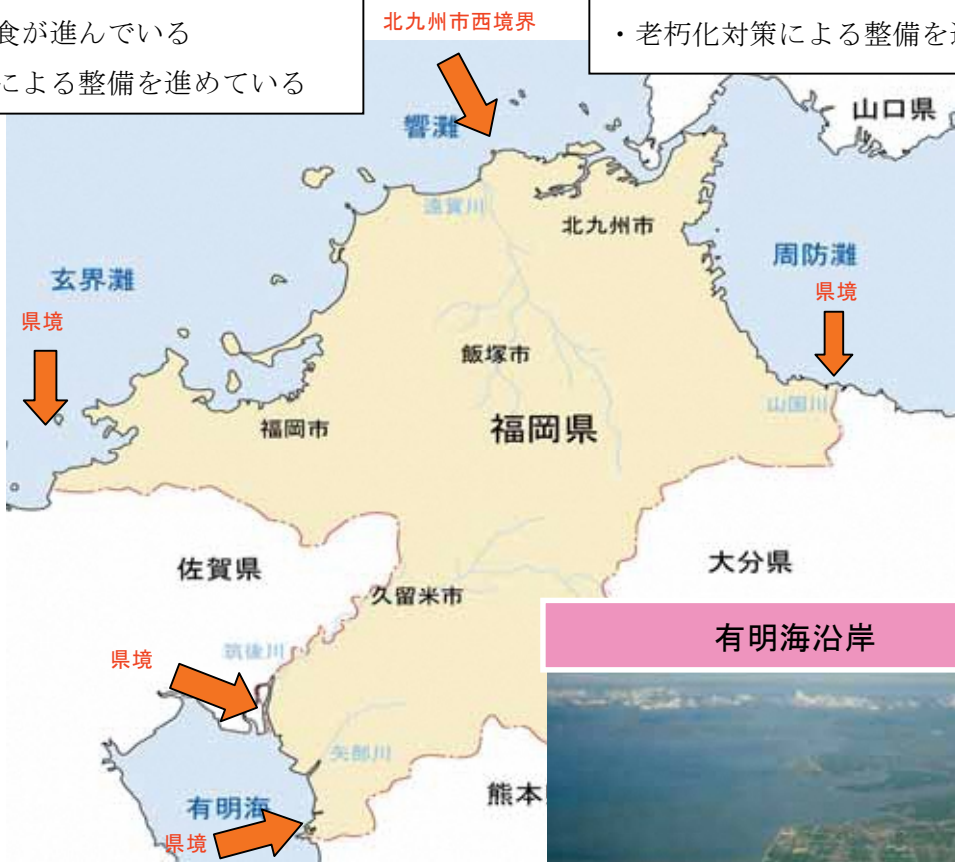 食が進んでいる
による整備を進めている
北九州市西境界
・老朽化対策による整備を
山口県
響灘
遠賀川
北九州市
周防灘
県境
玄界灘
県境
飯塚市
山国川
福岡市
福岡県
佐賀県
大分県
久留米市
有明海沿岸
筑後川
県境
矢部川
熊本
有明海
県境